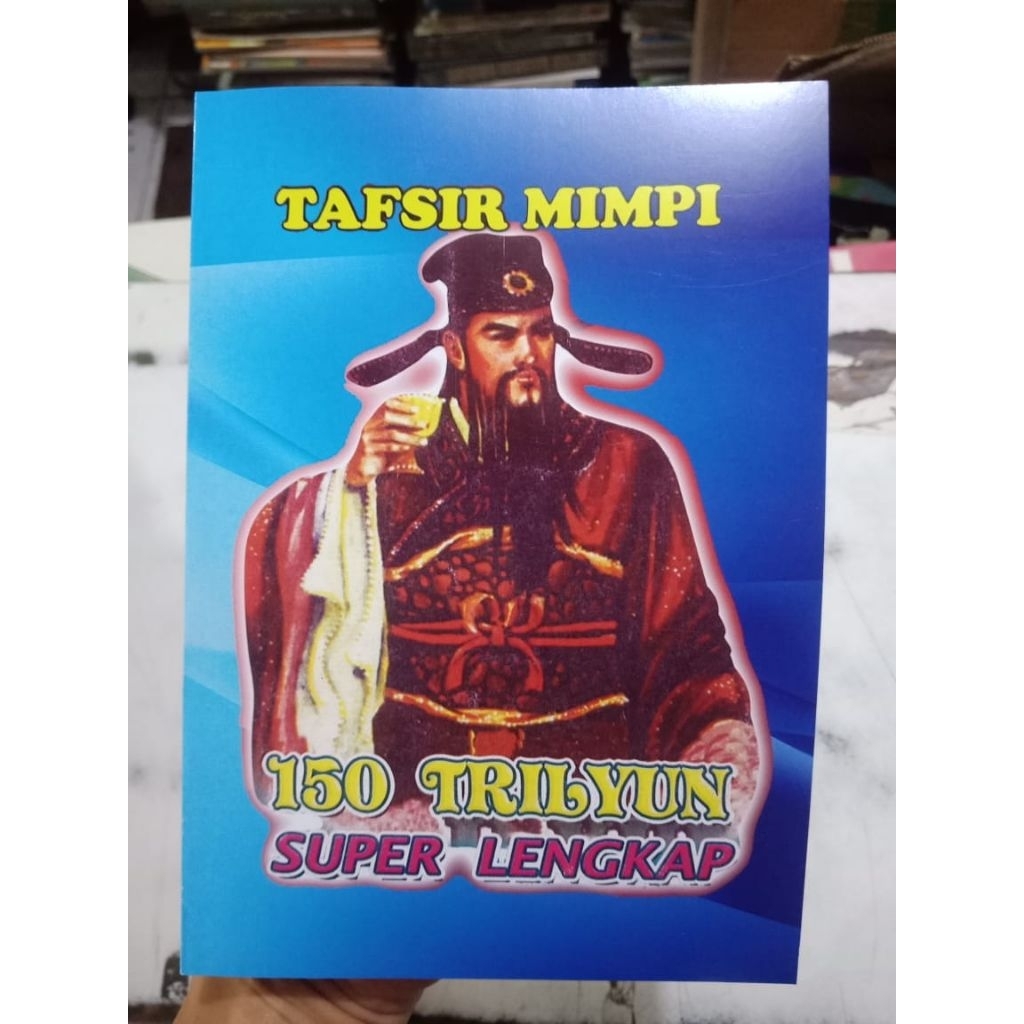 TAFSIR MIMPI
150 TRILYUN
SUPER LENGKAP